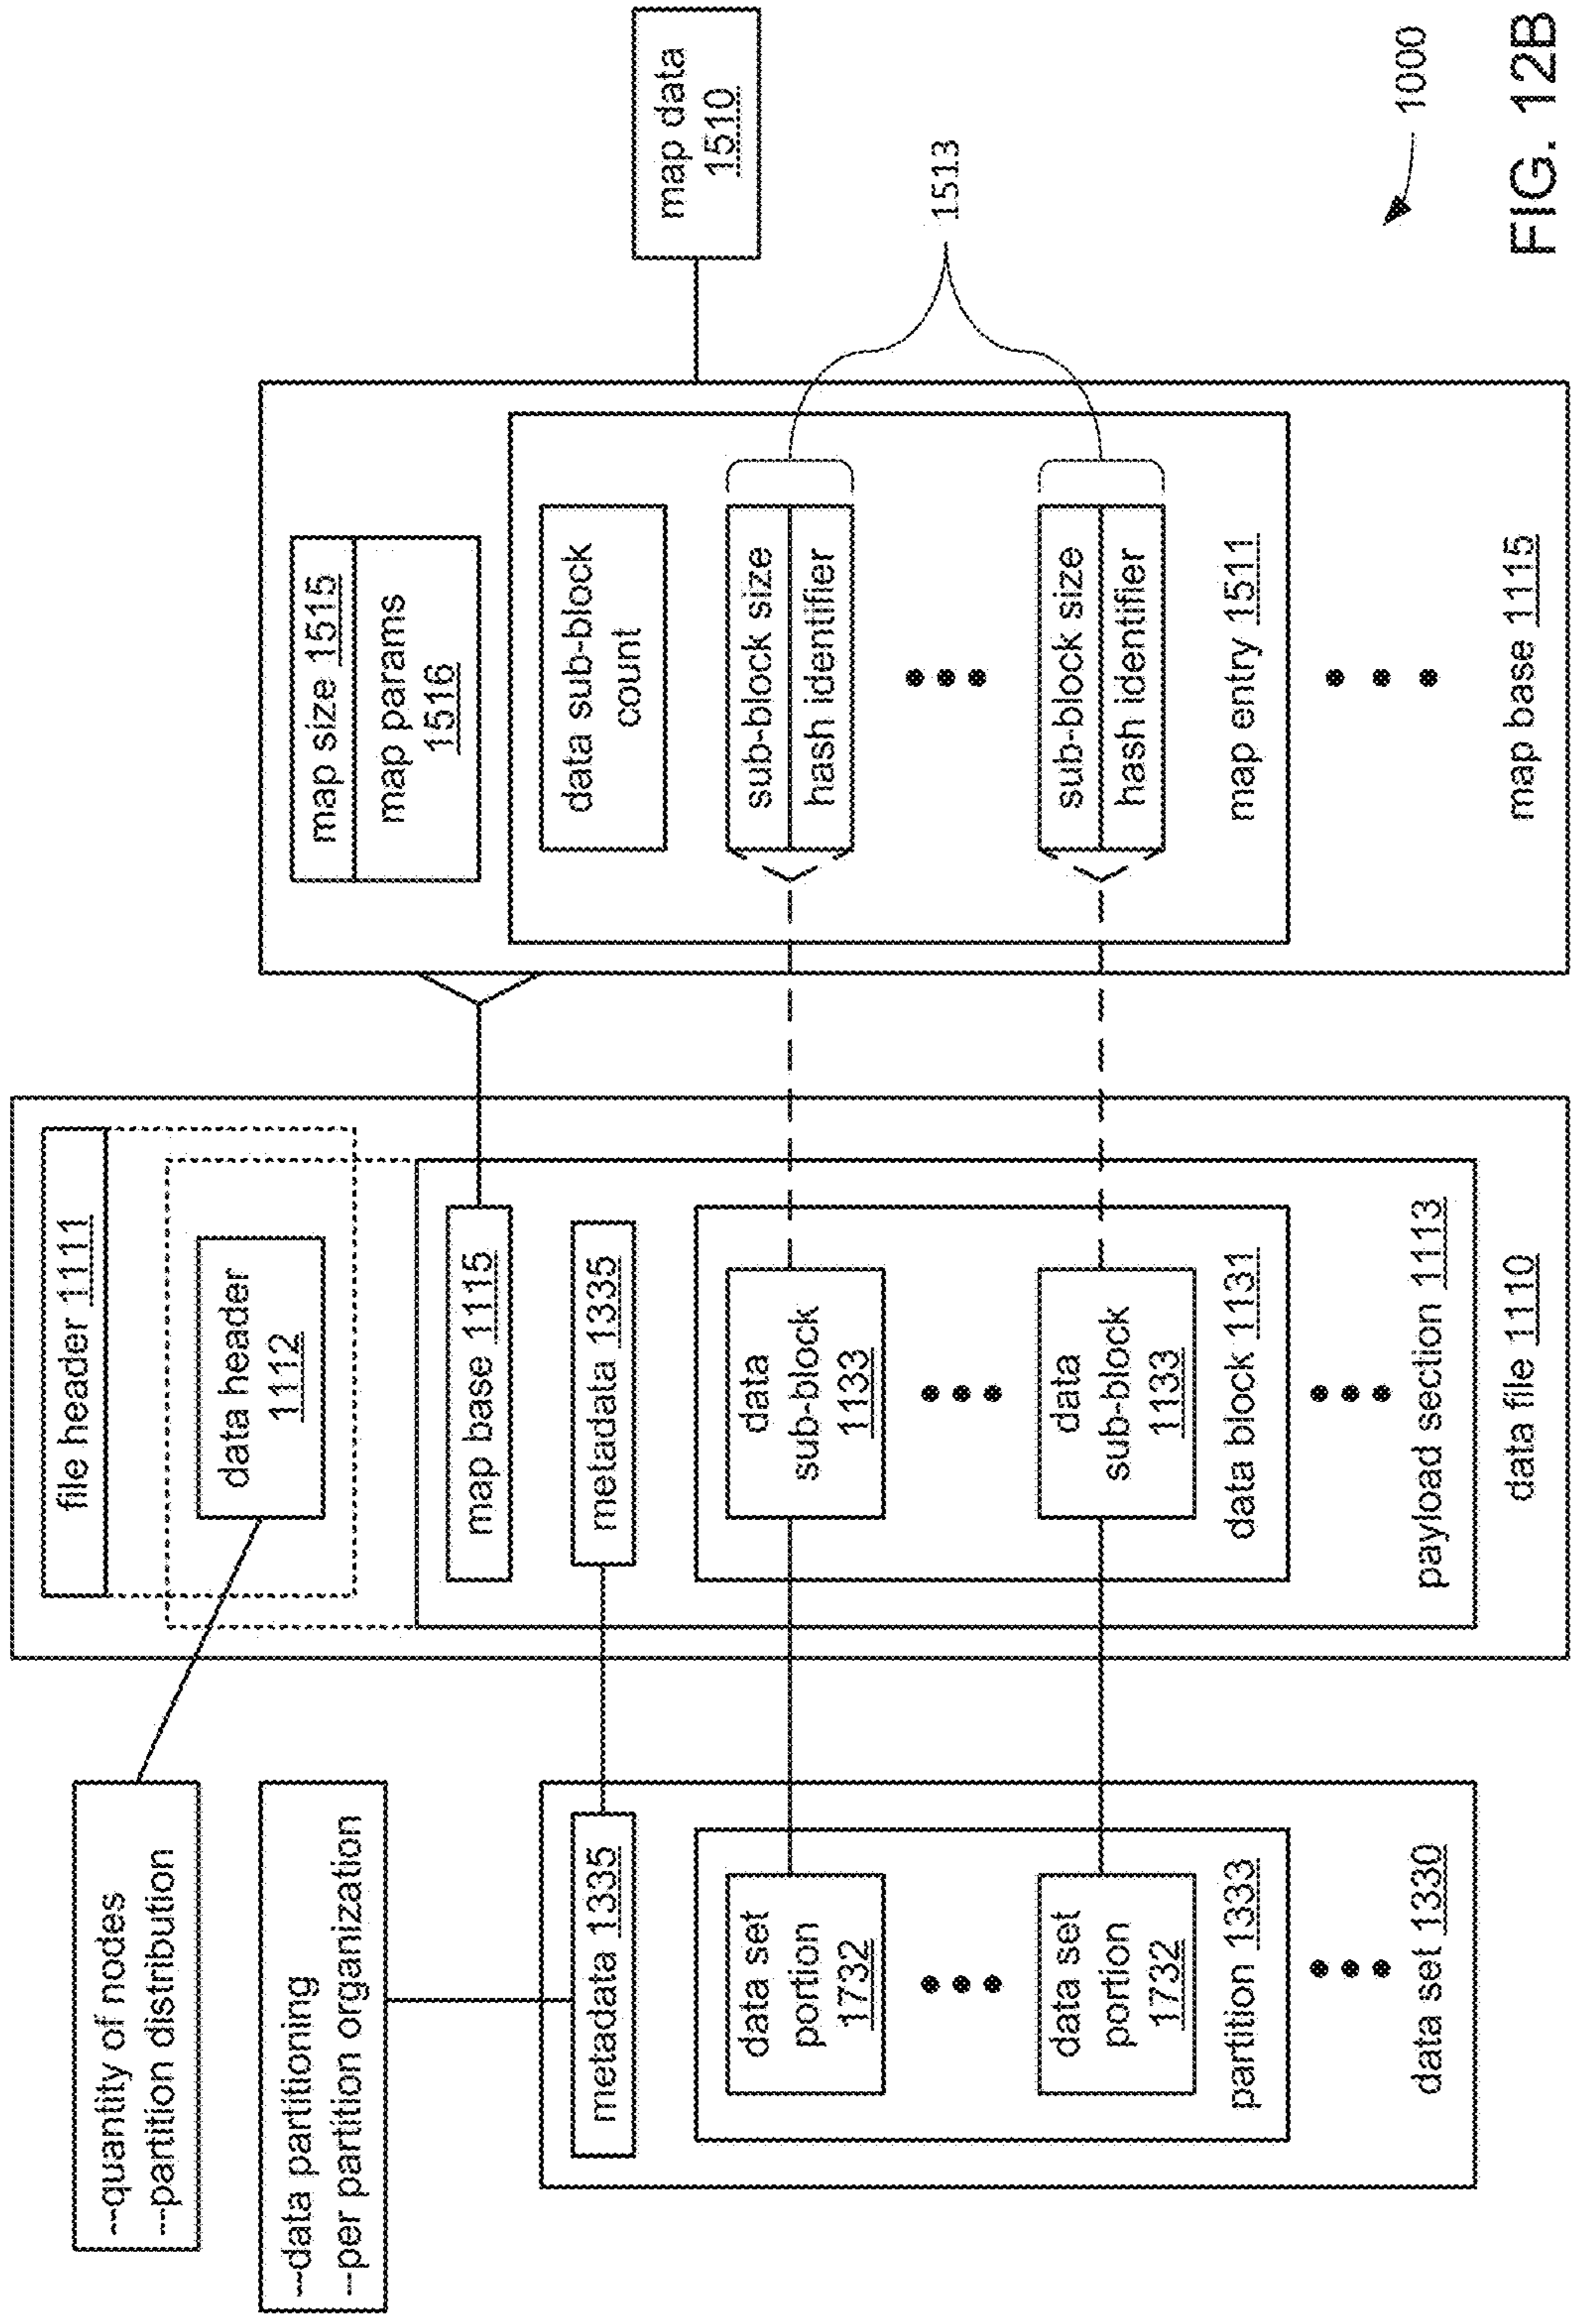 --quantity of nodes
--partition distribution
--data partitioning
--per partition organization
metadata 1335
data set
portion
1732
data set
portion
1732
partition 1333
data set 1330
file header 1111
data header
1112
map base 1115
metadata 1335
data
sub-block
1133
data
sub-block
1133
data block 1131
payload section 1113
data file 1110
map size 1515
map params
1516
data sub-block
count
sub-block size
hash identifier
sub-block size
hash identifier
map entry 1511
map base 1115
map data
1510
1513
1000
FIG. 12B